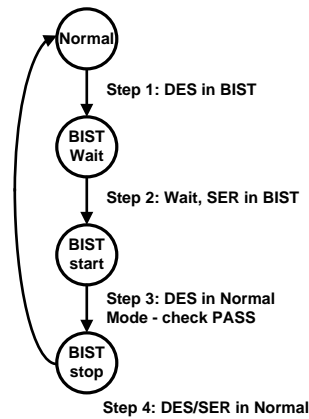 Normal
Step 1: DES in BIST
BIST
Wait
Step 2: Wait, SER in BIST
BIST
start
Step 3: DES in Normal
Mode - check PASS
BIST
stop
Step 4: DES/SER in Normal